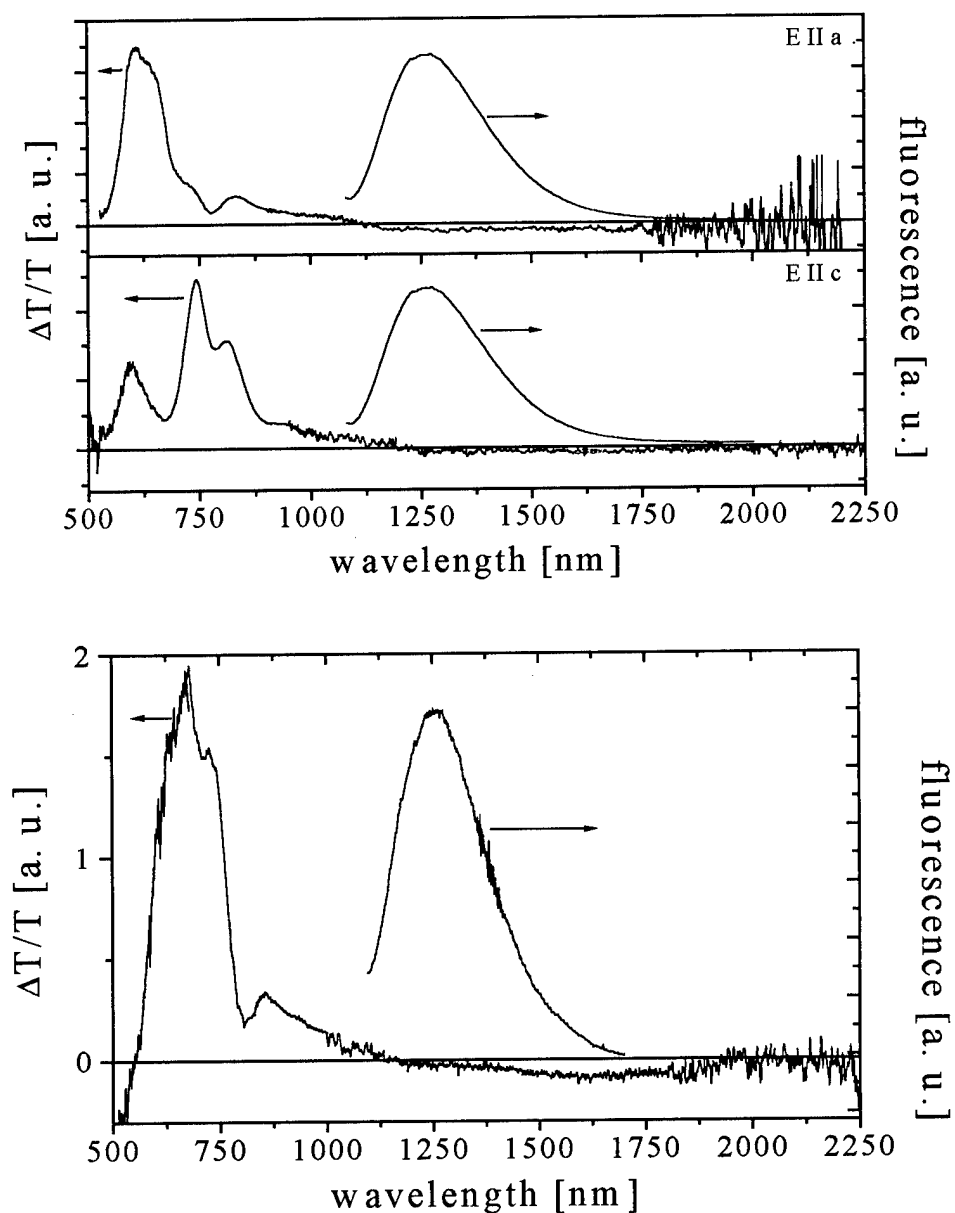 E II a
ΔT/T [a. u.]
fluorescence [a. u.]
E II c
500 750 1000 1250 1500 1750 2000 2250
wavelength [nm]
2
1
0
ΔT/T [a. u.]
fluorescence [a. u.]
500 750 1000 1250 1500 1750 2000 2250
wavelength [nm]